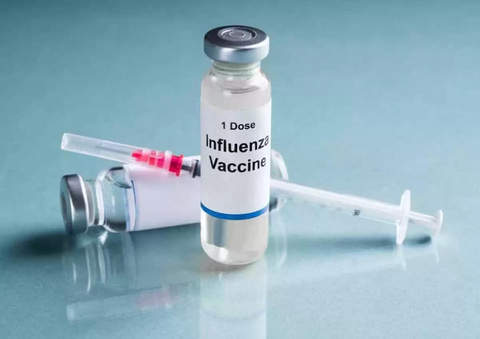 1 Dose
Influenza
Vaccine